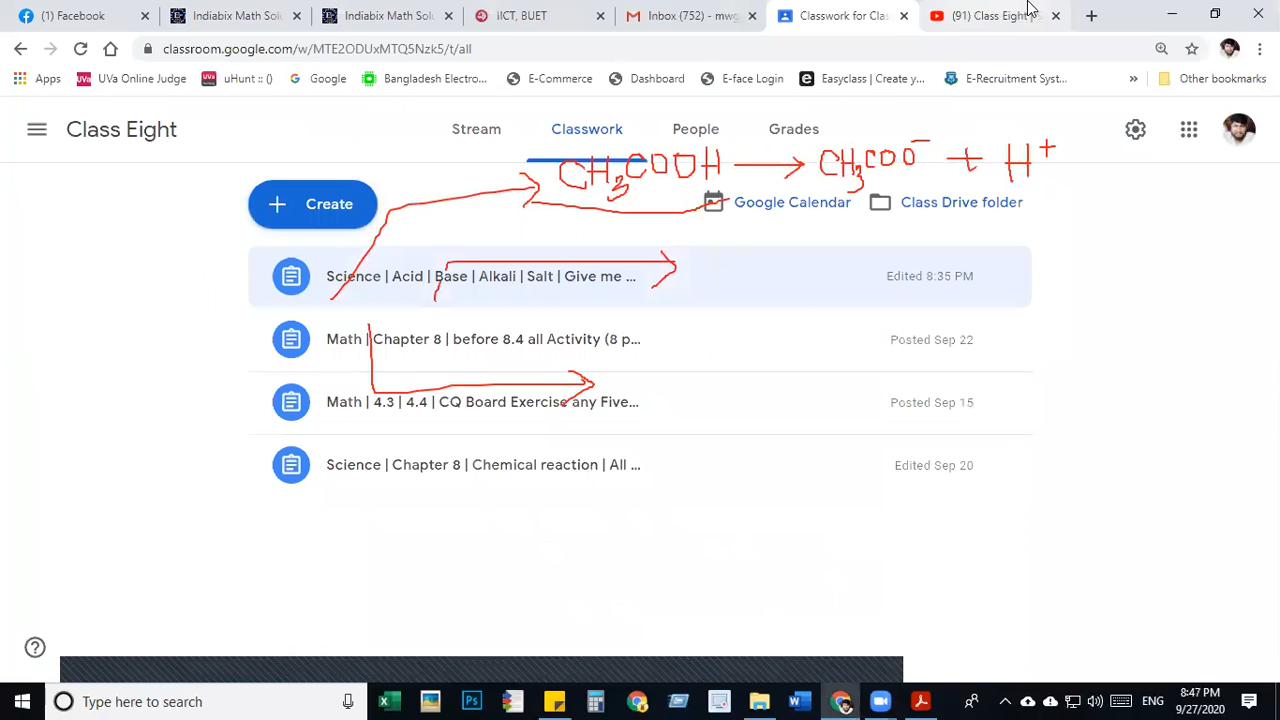 (1) Facebook
Indiabix Math Solu
Indiabix Math Solu
iICT, BUET
Inbox (752) - mwg
Classwork for Clas
(91) Class Eight
classroom.google.com/w/MTE2ODUxMTQ5Nzk5/t/all
Apps
UVa Online Judge
uHunt :: ()
Google
Bangladesh Electro...
E-Commerce
Dashboard
E-face Login
Easyclass | Create y...
E-Recruitment Syst...
»
Other bookmarks
Class Eight
Stream
Classwork
People
Grades
CH₃COOH → CH₃COO⁻ + H⁺
+ Create
Google Calendar
Class Drive folder
Science | Acid | Base | Alkali | Salt | Give me ...
Edited 8:35 PM
Math | Chapter 8 | before 8.4 all Activity (8 p...
Posted Sep 22
Math | 4.3 | 4.4 | CQ Board Exercise any Five...
Posted Sep 15
Science | Chapter 8 | Chemical reaction | All ...
Edited Sep 20
Type here to search
ENG
8:47 PM
9/27/2020